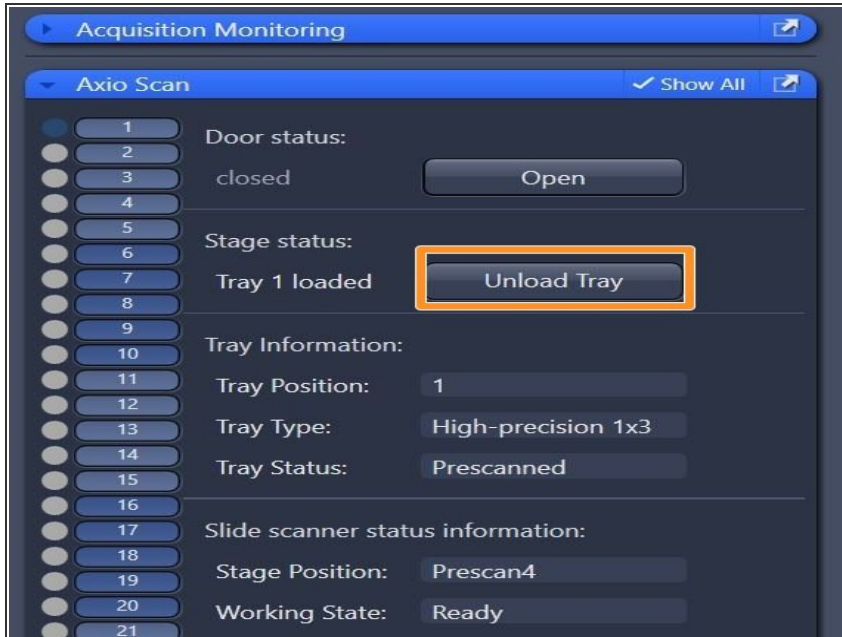 Acquisition Monitoring
Axio Scan
Show All
1
2
3
4
5
6
7
8
9
10
11
12
13
14
15
16
17
18
19
20
21
Door status:
closed
Open
Stage status:
Tray 1 loaded
Unload Tray
Tray Information:
Tray Position:
1
Tray Type:
High-precision 1x3
Tray Status:
Prescanned
Slide scanner status information:
Stage Position:
Prescan4
Working State:
Ready